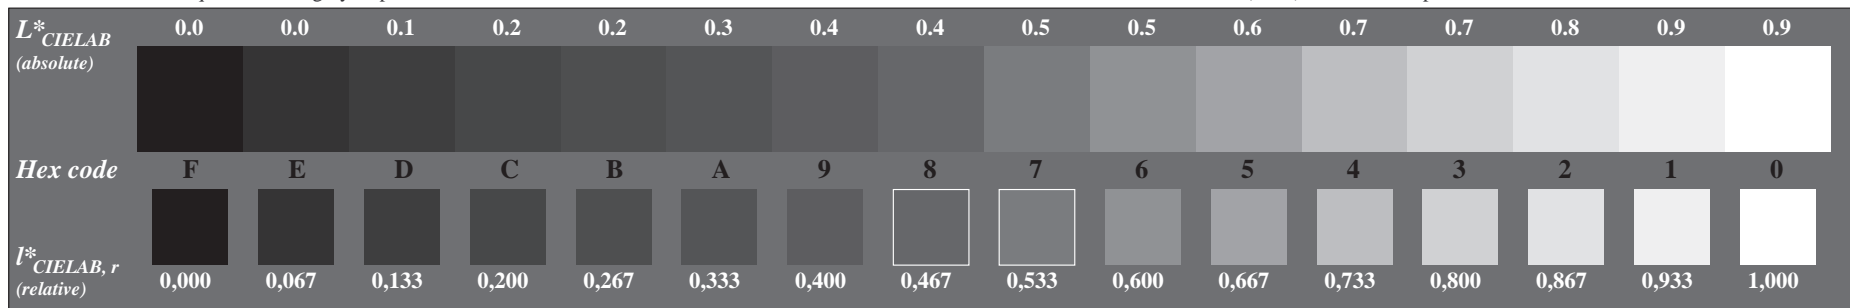 L*CIELAB 0.0 0.0 0.1 0.2 0.2 0.3 0.4 0.4 0.5 0.5 0.6 0.7 0.7 0.8 0.9 0.9
(absolute)
Hex code F E D C B A 9 8 7 6 5 4 3 2 1 0
l*CIELAB, r
(relative) 0,000 0,067 0,133 0,200 0,267 0,333 0,400 0,467 0,533 0,600 0,667 0,733 0,800 0,867 0,933 1,000